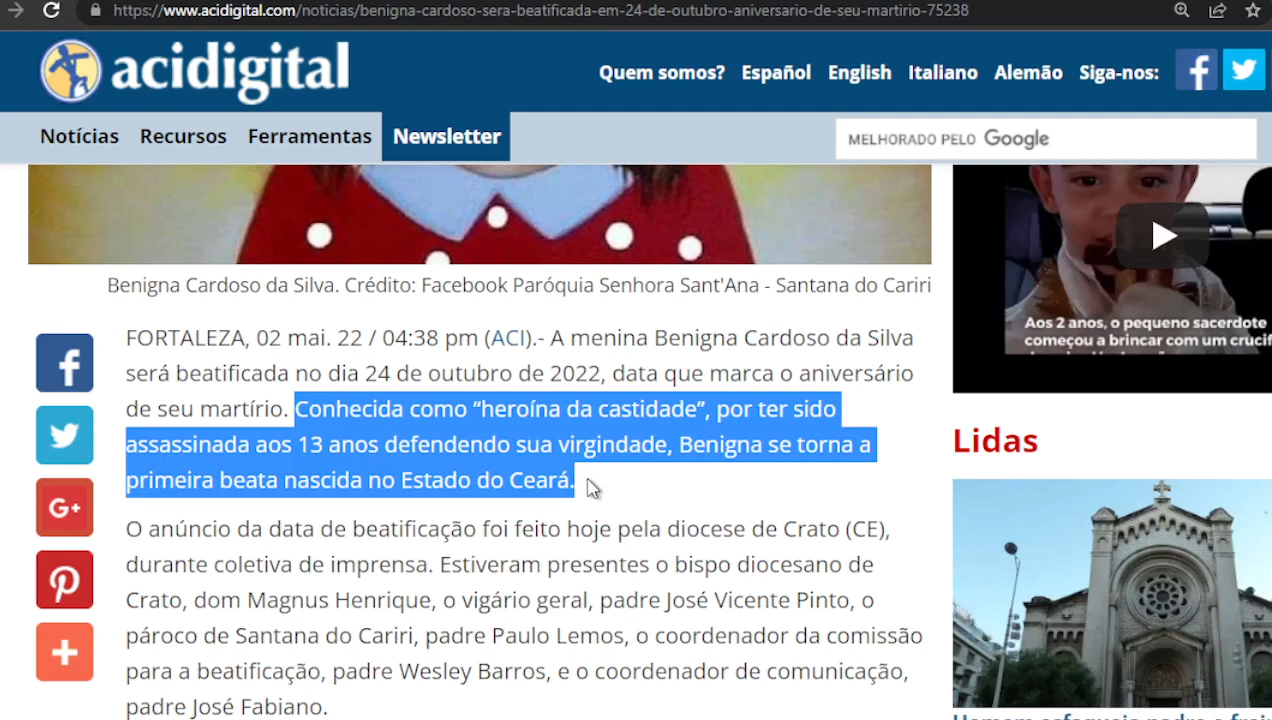 https://www.acidigital.com/noticias/benigna-cardoso-sera-beatificada-em-24-de-outubro-aniversario-de-seu-martirio-75238
acidigital
Quem somos? Español English Italiano Alemão Siga-nos:
Notícias Recursos Ferramentas Newsletter
MELHORADO PELO Google
Benigna Cardoso da Silva. Crédito: Facebook Paróquia Senhora Sant'Ana - Santana do Cariri
FORTALEZA, 02 mai. 22 / 04:38 pm (ACI).- A menina Benigna Cardoso da Silva
será beatificada no dia 24 de outubro de 2022, data que marca o aniversário
de seu martírio. Conhecida como “heroína da castidade”, por ter sido
assassinada aos 13 anos defendendo sua virgindade, Benigna se torna a
primeira beata nascida no Estado do Ceará.
O anúncio da data de beatificação foi feito hoje pela diocese de Crato (CE),
durante coletiva de imprensa. Estiveram presentes o bispo diocesano de
Crato, dom Magnus Henrique, o vigário geral, padre José Vicente Pinto, o
pároco de Santana do Cariri, padre Paulo Lemos, o coordenador da comissão
para a beatificação, padre Wesley Barros, e o coordenador de comunicação,
padre José Fabiano.
Aos 2 anos, o pequeno sacerdote
começou a brincar com um crucif
Lidas